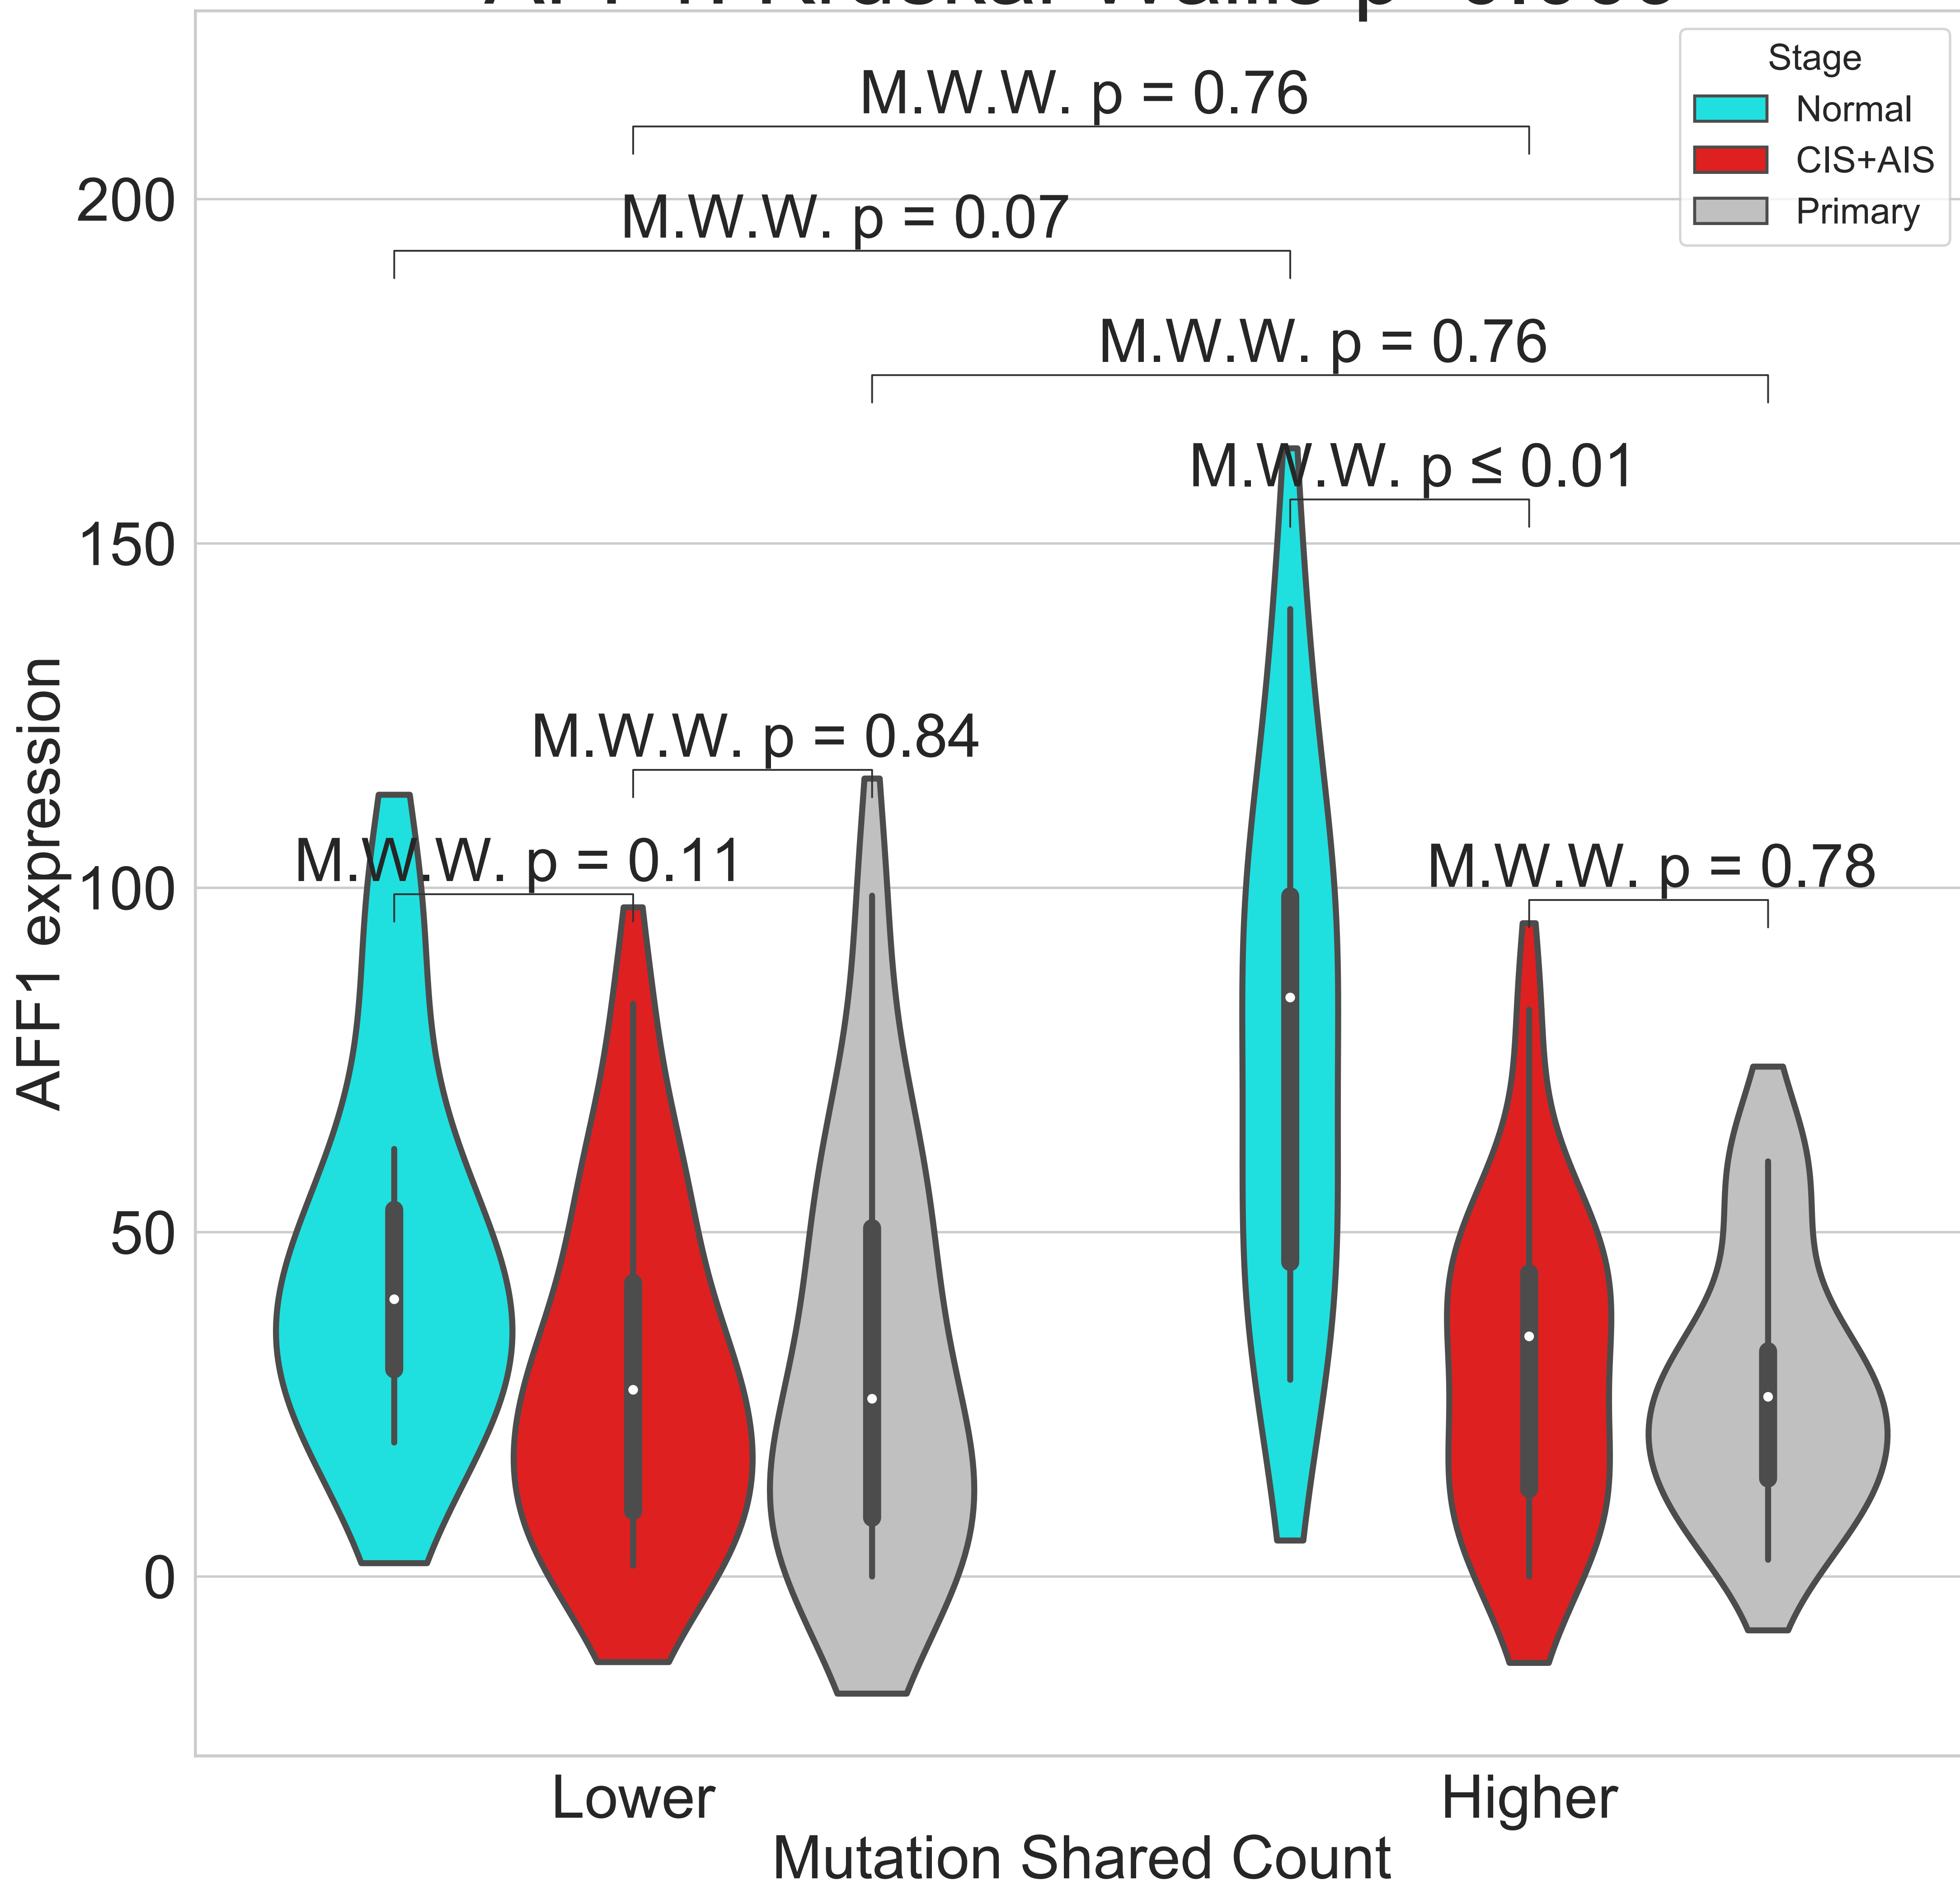 Stage
Normal
CIS+AIS
Primary
M.W.W. p = 0.76
200
M.W.W. p = 0.07
M.W.W. p = 0.76
M.W.W. p ≤ 0.01
150
M.W.W. p = 0.84
M.W.W. p = 0.11
M.W.W. p = 0.78
100
AFF1 expression
50
0
Lower
Higher
Mutation Shared Count